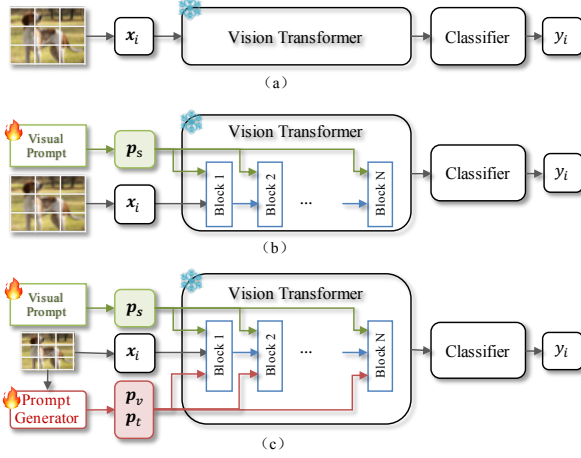 x_i
Vision Transformer
Classifier
y_i
(a)
Visual
Prompt
p_s
Vision Transformer
x_i
Block 1
Block 2
...
Block N
Classifier
y_i
(b)
Visual
Prompt
p_s
Vision Transformer
x_i
Block 1
Block 2
...
Block N
Classifier
y_i
Prompt
Generator
p_v
p_t
(c)